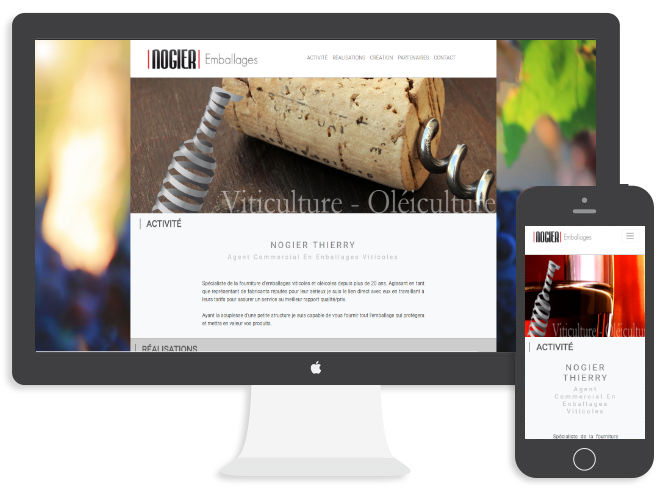 NOGIER Emballages
ACTIVITÉ RÉALISATIONS CRÉATION PARTENAIRES CONTACT
Viticulture - Oléiculture
ACTIVITÉ
NOGIER THIERRY
Agent Commercial En Emballages Viticoles
Spécialiste de la fourniture d'emballages viticoles et oléicoles depuis plus de 20 ans. Agissant en tant
que représentant de fabricants réputés pour leur sérieux je suis le lien direct avec eux en travaillant à
leurs tarifs pour assurer un service au meilleur rapport qualité/prix.
Ayant la souplesse d'une petite structure je suis capable de vous fournir tout l'emballage qui protègera
et mettra en valeur vos produits.
RÉALISATIONS
NOGIER Emballages
Viticulture - Oléicultur
ACTIVITÉ
NOGIER
THIERRY
Agent
Commercial En
Emballages
Viticoles
Spécialiste de la fourniture